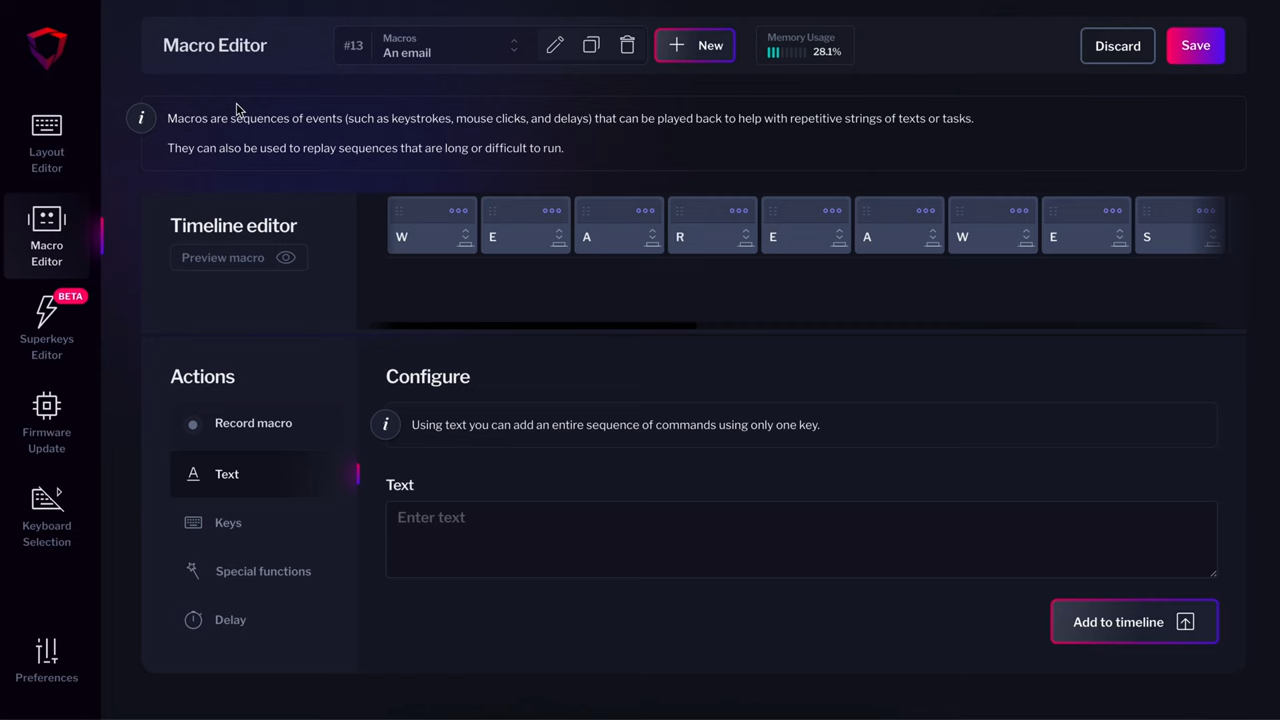 Macro Editor
#13
Macros
An email
New
Memory Usage
28.1%
Discard
Save
i
Macros are sequences of events (such as keystrokes, mouse clicks, and delays) that can be played back to help with repetitive strings of texts or tasks.
They can also be used to replay sequences that are long or difficult to run.
Layout
Editor
Macro
Editor
BETA
Superkeys
Editor
Firmware
Update
Keyboard
Selection
Preferences
Timeline editor
Preview macro
W E A R E A W E S
Actions
Record macro
A Text
Keys
Special functions
Delay
Configure
i
Using text you can add an entire sequence of commands using only one key.
Text
Enter text
Add to timeline